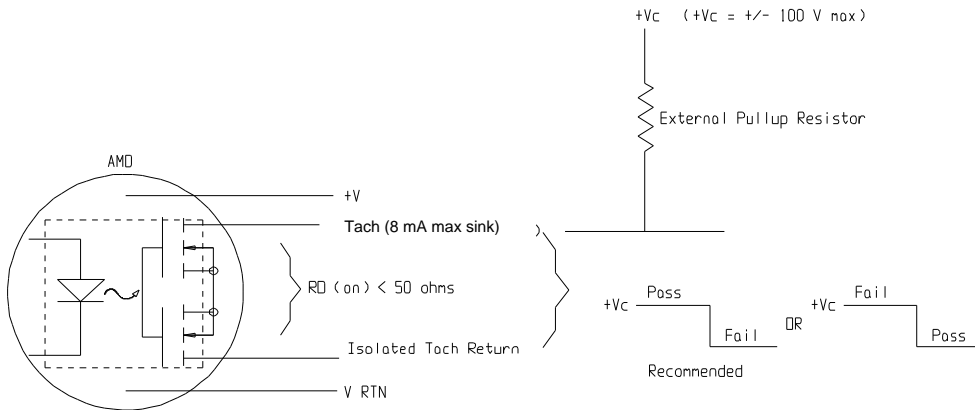 +Vc (+Vc = +/- 100 V max)
External Pullup Resistor
AMD
+V
Tach (8 mA max sink)
RD (on) < 50 ohms
Isolated Tach Return
V RTN
+Vc Pass
Fail
OR
+Vc Fail
Pass
Recommended